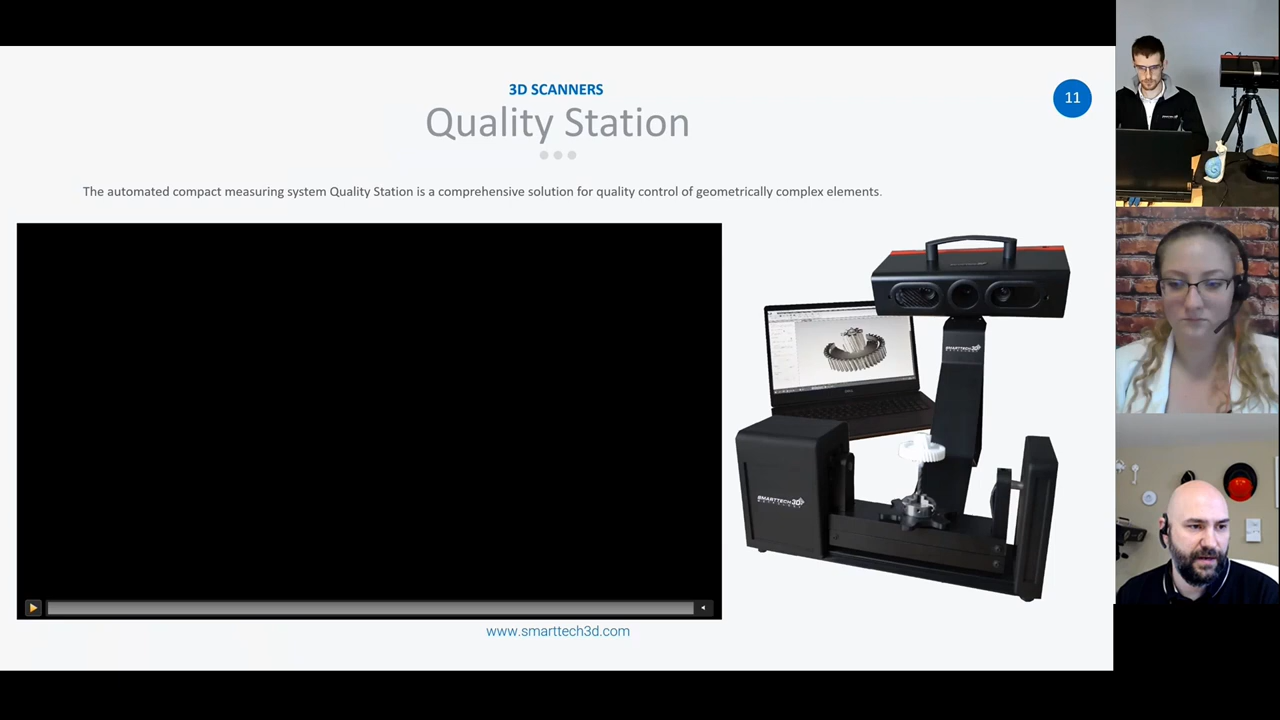 3D SCANNERS
Quality Station
11
The automated compact measuring system Quality Station is a comprehensive solution for quality control of geometrically complex elements.
SMARTTECH3D
SMARTTECH3D
www.smarttech3d.com